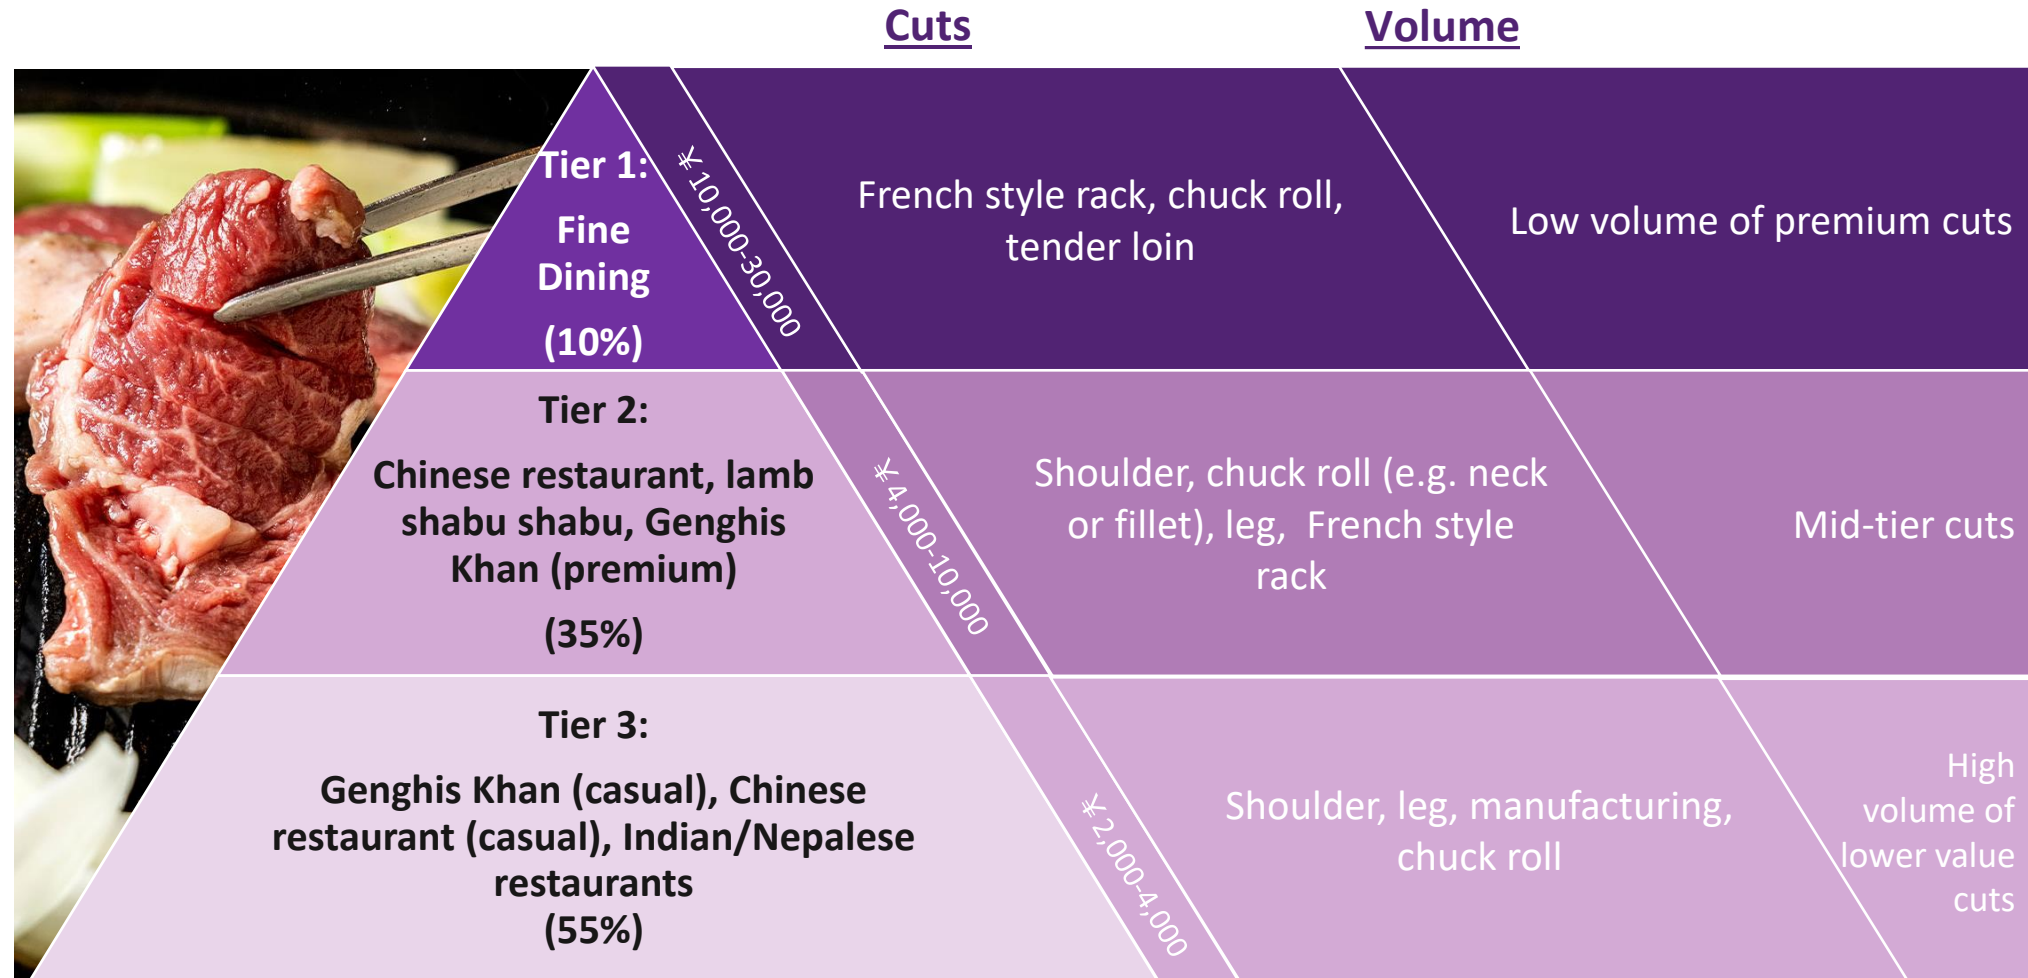 Cuts
Volume
Tier 1:
Fine
Dining
(10%)
¥10,000-30,000
French style rack, chuck roll,
tender loin
Low volume of premium cuts
Tier 2:
Chinese restaurant, lamb
shabu shabu, Genghis
Khan (premium)
(35%)
¥4,000-10,000
Shoulder, chuck roll (e.g. neck
or fillet), leg,  French style
rack
Mid-tier cuts
Tier 3:
Genghis Khan (casual), Chinese
restaurant (casual), Indian/Nepalese
restaurants
(55%)
¥2,000-4,000
Shoulder, leg, manufacturing,
chuck roll
High
volume of
lower value
cuts